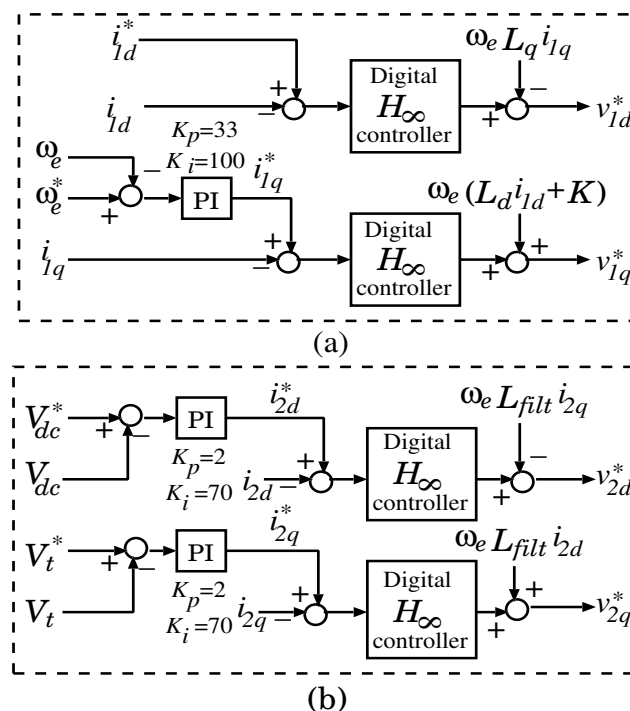 i*1d
ωe Lq i1q
Digital
H∞
controller
i1d
v*1d
Kp=33
Ki=100
ωe
ω*e
PI
i*1q
ωe (Ld i1d+K)
Digital
H∞
controller
i1q
v*1q
(a)
V*dc
PI
i*2d
ωe Lfilt i2q
Digital
H∞
controller
Vdc
Kp=2
Ki=70
i2d
v*2d
V*t
PI
i*2q
ωe Lfilt i2d
Digital
H∞
controller
Vt
Kp=2
Ki=70
i2q
v*2q
(b)